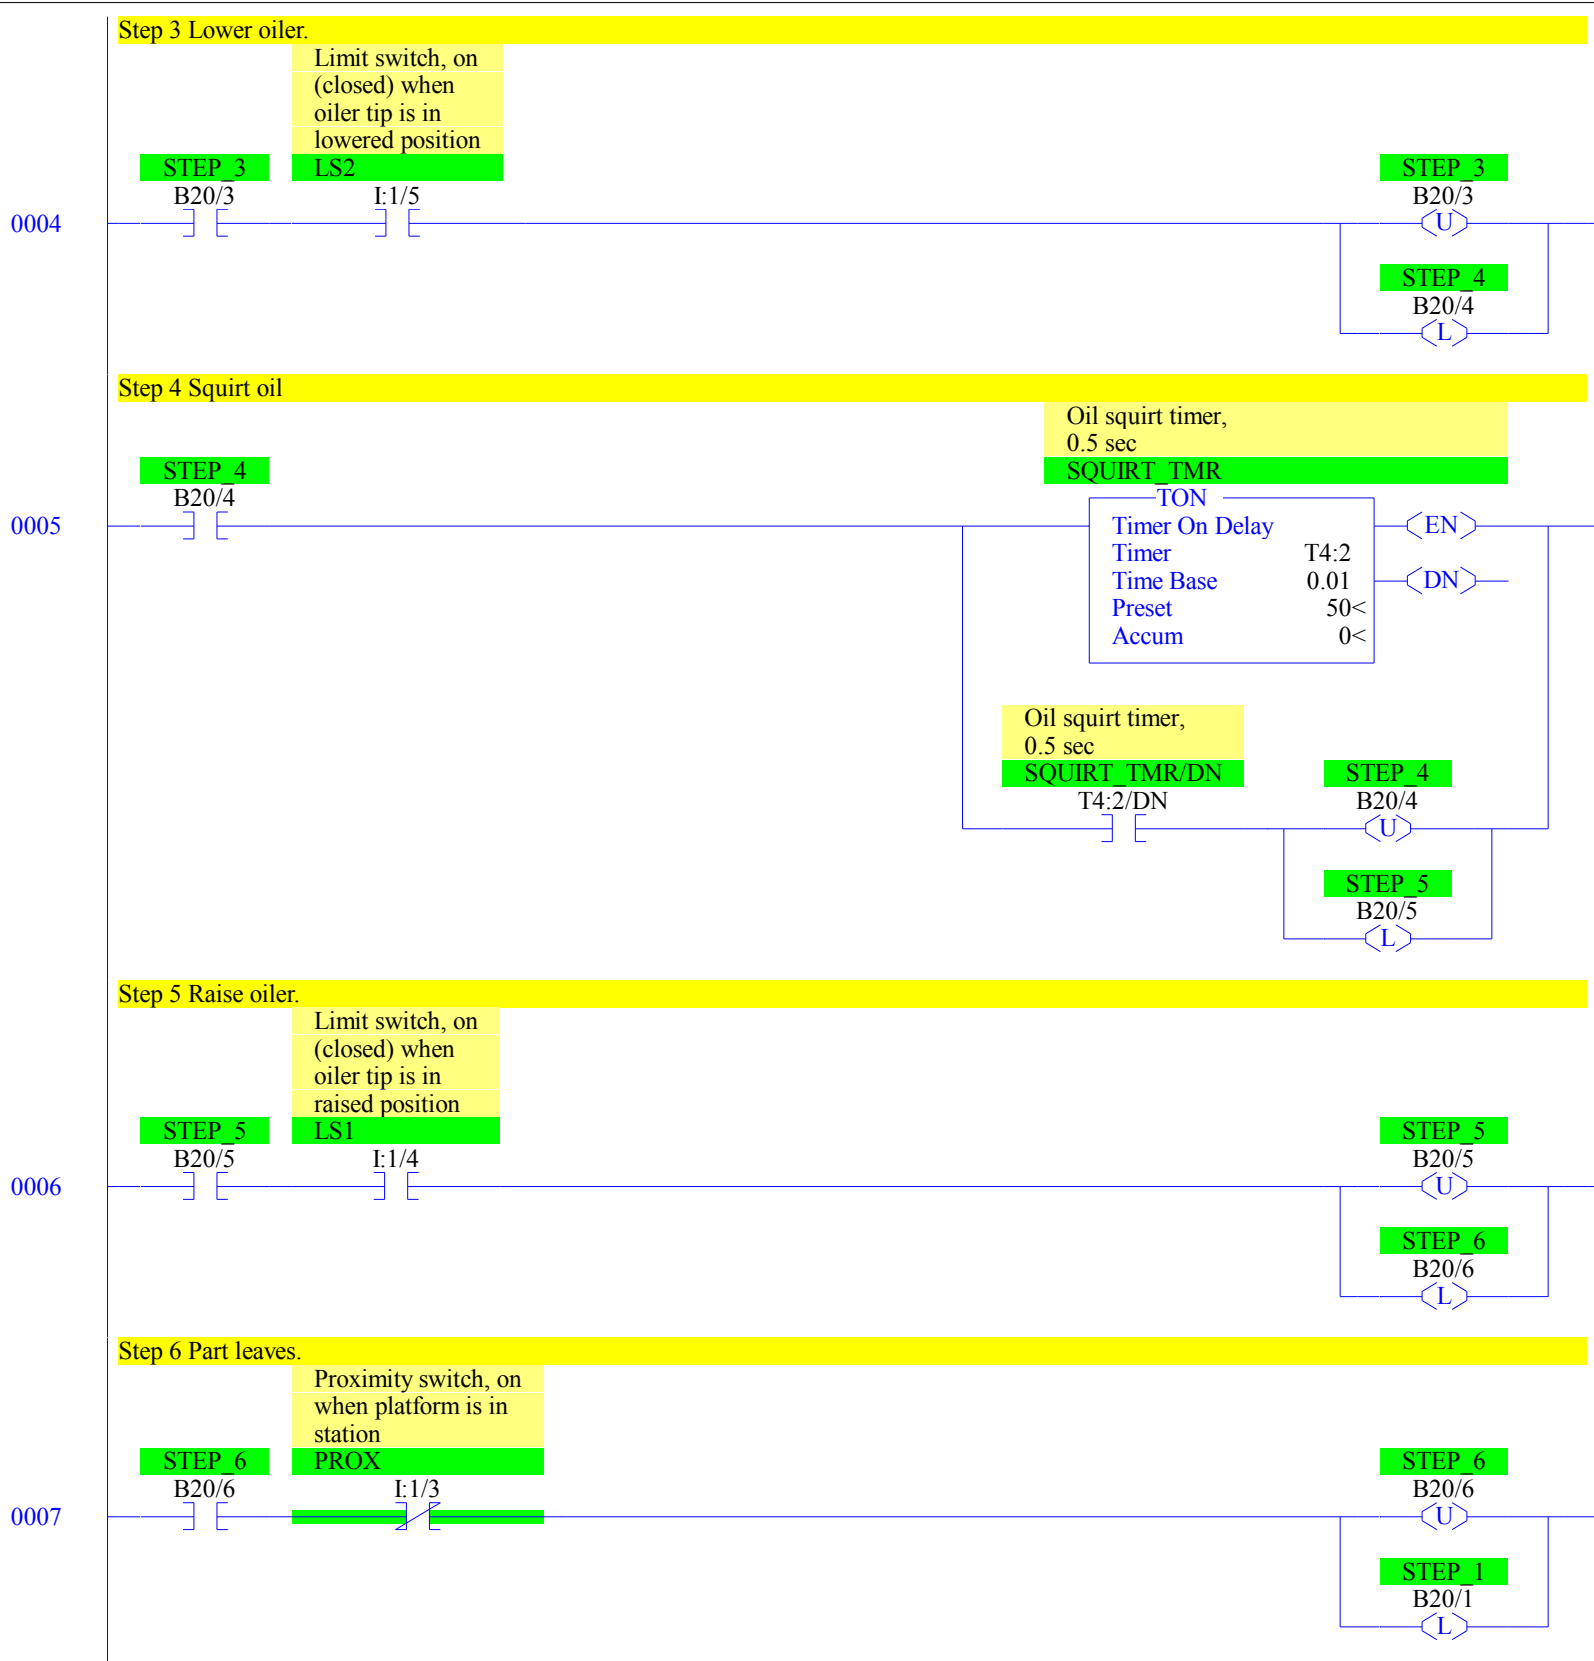 Step 3 Lower oiler.
Limit switch, on
(closed) when
oiler tip is in
lowered position
STEP_3 LS2 STEP_3
B20/3 I:1/5 B20/3
0004
U
STEP_4
B20/4
L
Step 4 Squirt oil
Oil squirt timer,
0.5 sec
STEP_4 SQUIRT_TMR
B20/4 TON
0005 Timer On Delay EN
Timer T4:2
Time Base 0.01 DN
Preset 50<
Accum 0<
Oil squirt timer,
0.5 sec
SQUIRT_TMR/DN STEP_4
T4:2/DN B20/4
U
STEP_5
B20/5
L
Step 5 Raise oiler.
Limit switch, on
(closed) when
oiler tip is in
raised position
STEP_5 LS1 STEP_5
B20/5 I:1/4 B20/5
0006
U
STEP_6
B20/6
L
Step 6 Part leaves.
Proximity switch, on
when platform is in
station
STEP_6 PROX STEP_6
B20/6 I:1/3 B20/6
0007
U
STEP_1
B20/1
L